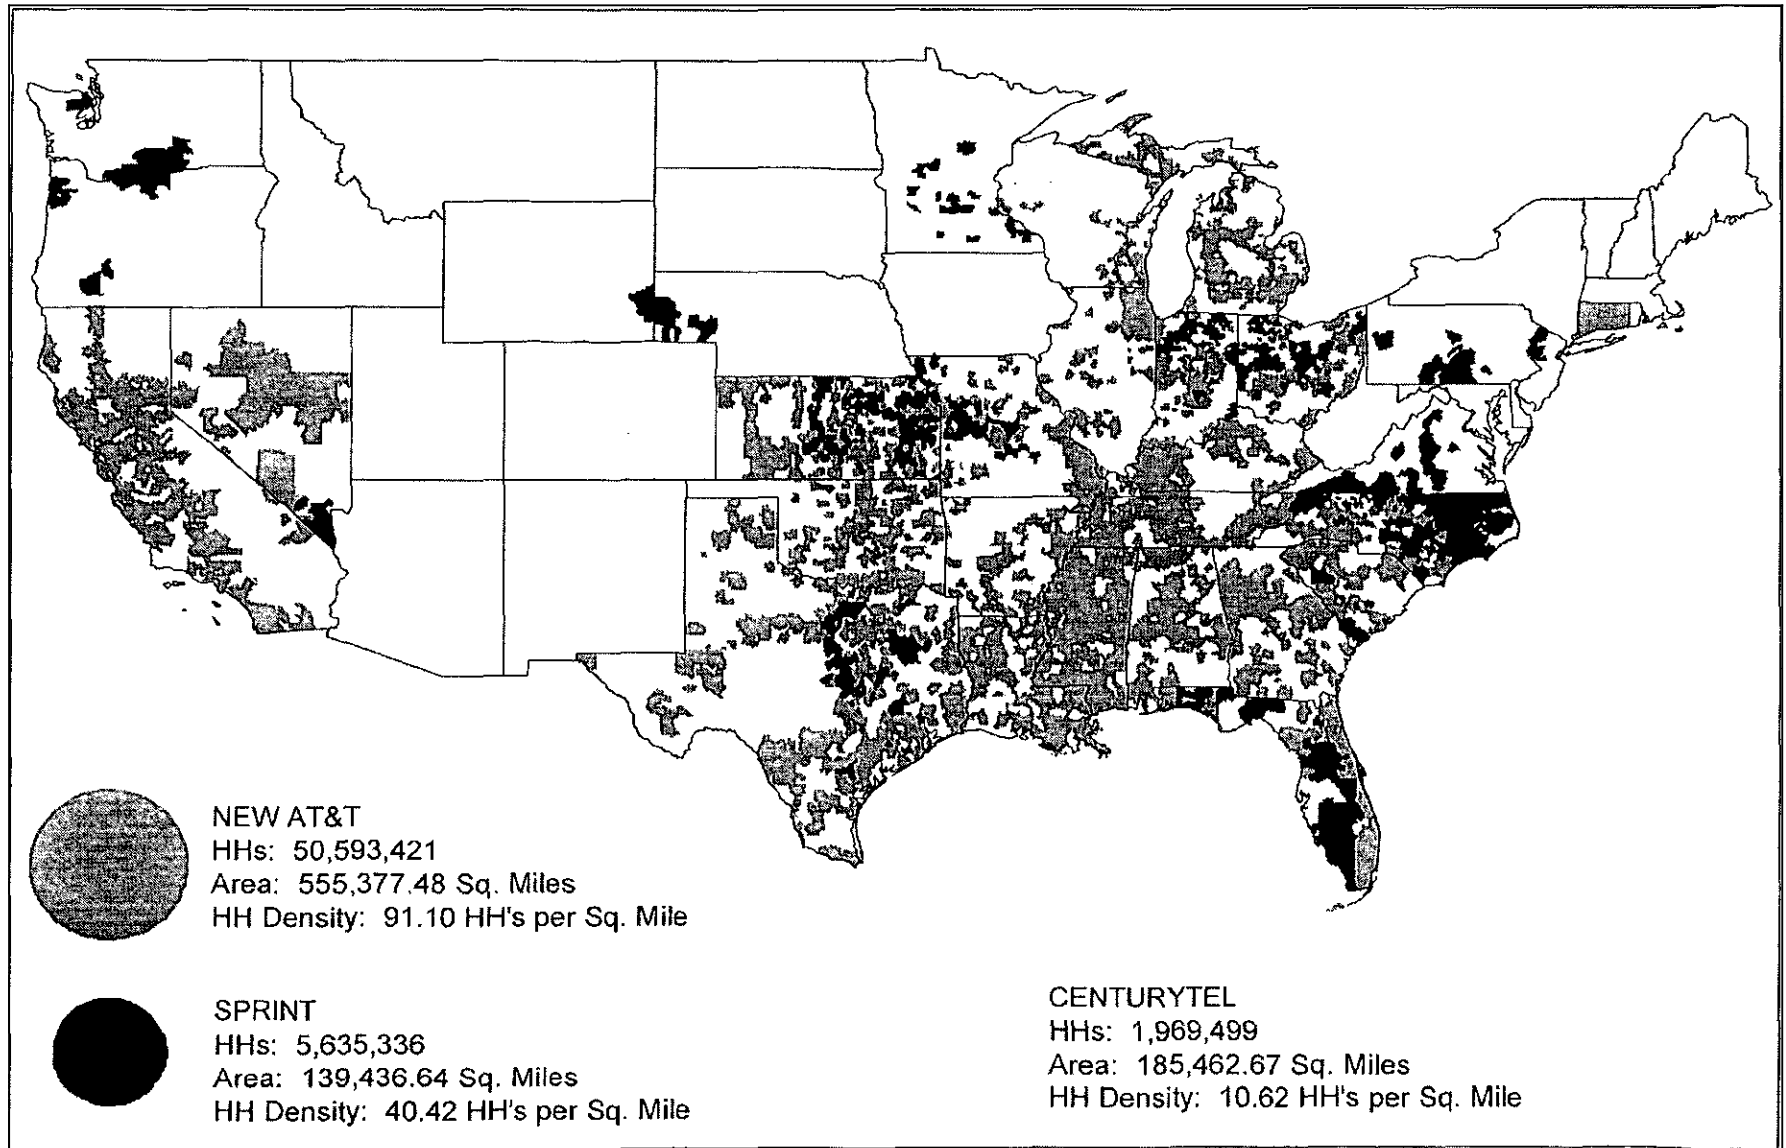 NEW AT&T
HHs: 50,593,421
Area: 555,377.48 Sq. Miles
HH Density: 91.10 HH's per Sq. Mile
SPRINT
HHs: 5,635,336
Area: 139,436.64 Sq. Miles
HH Density: 40.42 HH's per Sq. Mile
CENTURYTEL
HHs: 1,969,499
Area: 185,462.67 Sq. Miles
HH Density: 10.62 HH's per Sq. Mile